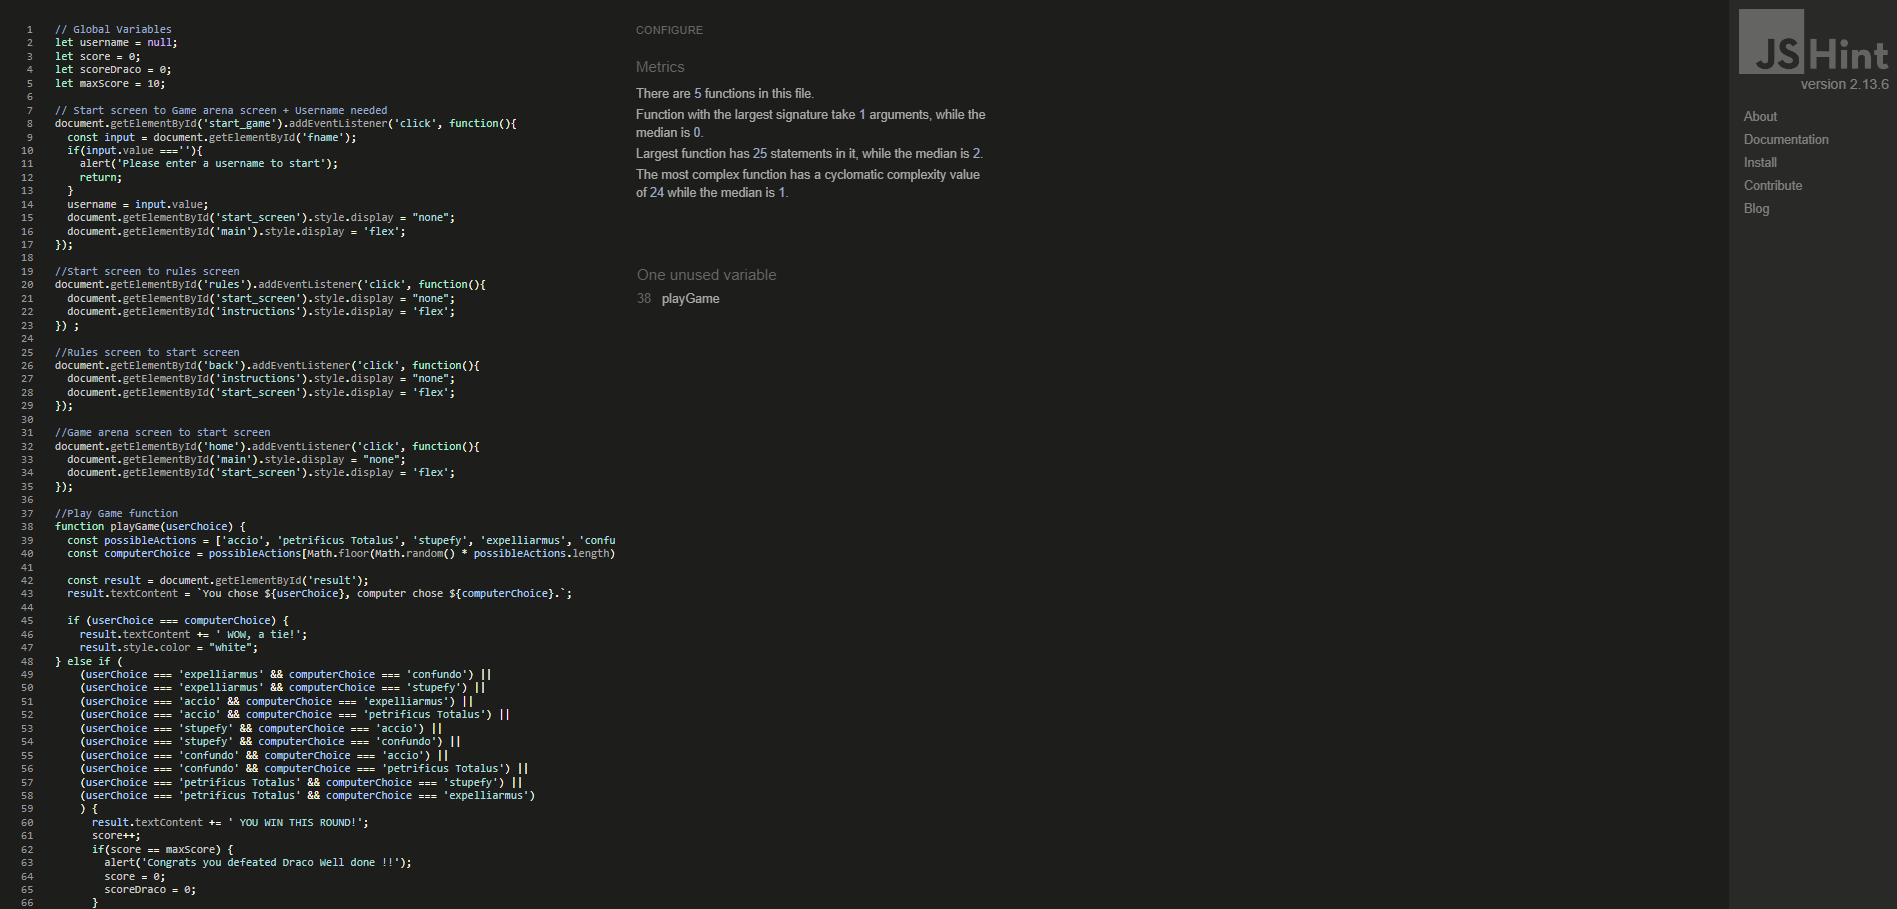 1 // Global Variables
2 let username = null;
3 let score = 0;
4 let scoreDraco = 0;
5 let maxScore = 10;
6
7 // Start screen to Game arena screen + Username needed
8 document.getElementById('start_game').addEventListener('click', function(){
9 const input = document.getElementById('fname');
10 if(input.value ===''){
11 alert('Please enter a username to start');
12 return;
13 }
14 username = input.value;
15 document.getElementById('start_screen').style.display = "none";
16 document.getElementById('main').style.display = 'flex';
17 });
18
19 //Start screen to rules screen
20 document.getElementById('rules').addEventListener('click', function(){
21 document.getElementById('start_screen').style.display = "none";
22 document.getElementById('instructions').style.display = 'flex';
23 }) ;
24
25 //Rules screen to start screen
26 document.getElementById('back').addEventListener('click', function(){
27 document.getElementById('instructions').style.display = "none";
28 document.getElementById('start_screen').style.display = 'flex';
29 });
30
31 //Game arena screen to start screen
32 document.getElementById('home').addEventListener('click', function(){
33 document.getElementById('main').style.display = "none";
34 document.getElementById('start_screen').style.display = 'flex';
35 });
36
37 //Play Game function
38 function playGame(userChoice) {
39 const possibleActions = ['accio', 'petrificus Totalus', 'stupefy', 'expelliarmus', 'confu
40 const computerChoice = possibleActions[Math.floor(Math.random() * possibleActions.length)
41
42 const result = document.getElementById('result');
43 result.textContent = `You chose ${userChoice}, computer chose ${computerChoice}.`;
44
45 if (userChoice === computerChoice) {
46 result.textContent += ' WOW, a tie!';
47 result.style.color = "white";
48 } else if (
49 (userChoice === 'expelliarmus' && computerChoice === 'confundo') ||
50 (userChoice === 'expelliarmus' && computerChoice === 'stupefy') ||
51 (userChoice === 'accio' && computerChoice === 'expelliarmus') ||
52 (userChoice === 'accio' && computerChoice === 'petrificus Totalus') ||
53 (userChoice === 'stupefy' && computerChoice === 'accio') ||
54 (userChoice === 'stupefy' && computerChoice === 'confundo') ||
55 (userChoice === 'confundo' && computerChoice === 'accio') ||
56 (userChoice === 'confundo' && computerChoice === 'petrificus Totalus') ||
57 (userChoice === 'petrificus Totalus' && computerChoice === 'stupefy') ||
58 (userChoice === 'petrificus Totalus' && computerChoice === 'expelliarmus')
59 ) {
60 result.textContent += ' YOU WIN THIS ROUND!';
61 score++;
62 if(score == maxScore) {
63 alert('Congrats you defeated Draco Well done !!');
64 score = 0;
65 scoreDraco = 0;
66 }
CONFIGURE
Metrics
There are 5 functions in this file.
Function with the largest signature take 1 arguments, while the
median is 0.
Largest function has 25 statements in it, while the median is 2.
The most complex function has a cyclomatic complexity value
of 24 while the median is 1.
One unused variable
38 playGame
JSHint
version 2.13.6
About
Documentation
Install
Contribute
Blog